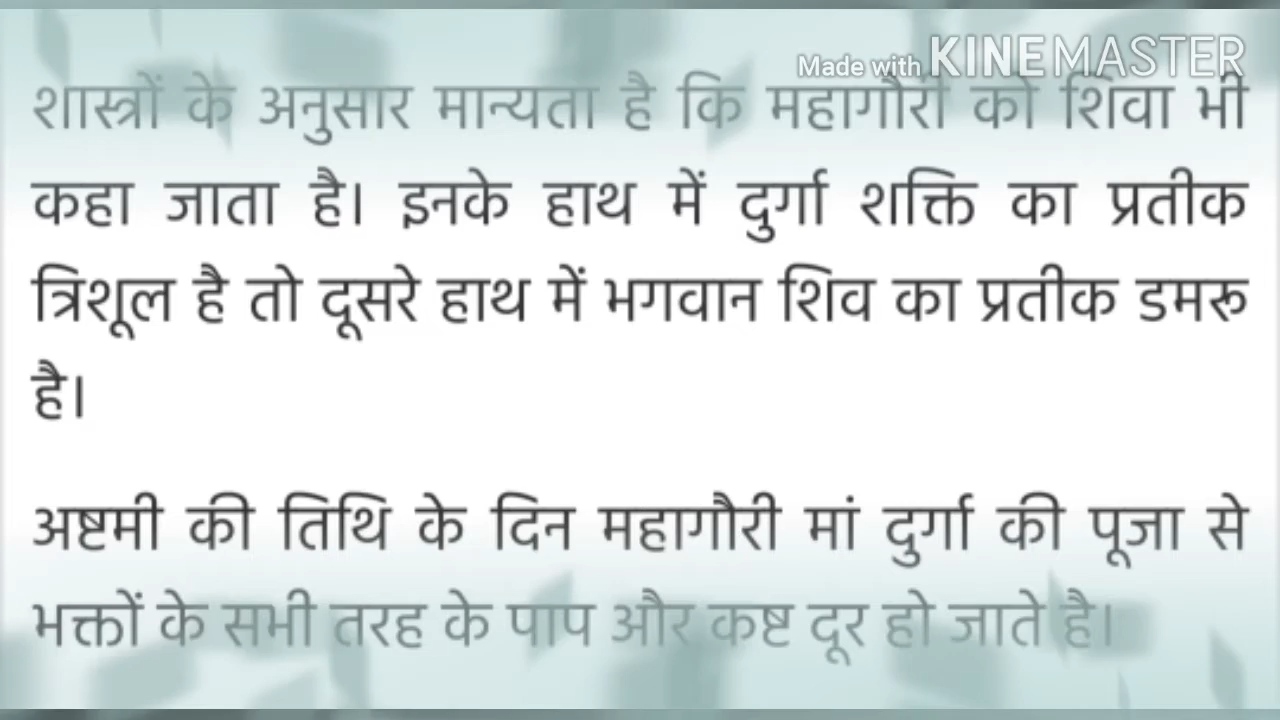 Made with KINEMASTER
शास्त्रों के अनुसार मान्यता है कि महागौरी को शिवा भी
कहा जाता है। इनके हाथ में दुर्गा शक्ति का प्रतीक
त्रिशूल है तो दूसरे हाथ में भगवान शिव का प्रतीक डमरू
है।
अष्टमी की तिथि के दिन महागौरी मां दुर्गा की पूजा से
भक्तों के सभी तरह के पाप और कष्ट दूर हो जाते है।